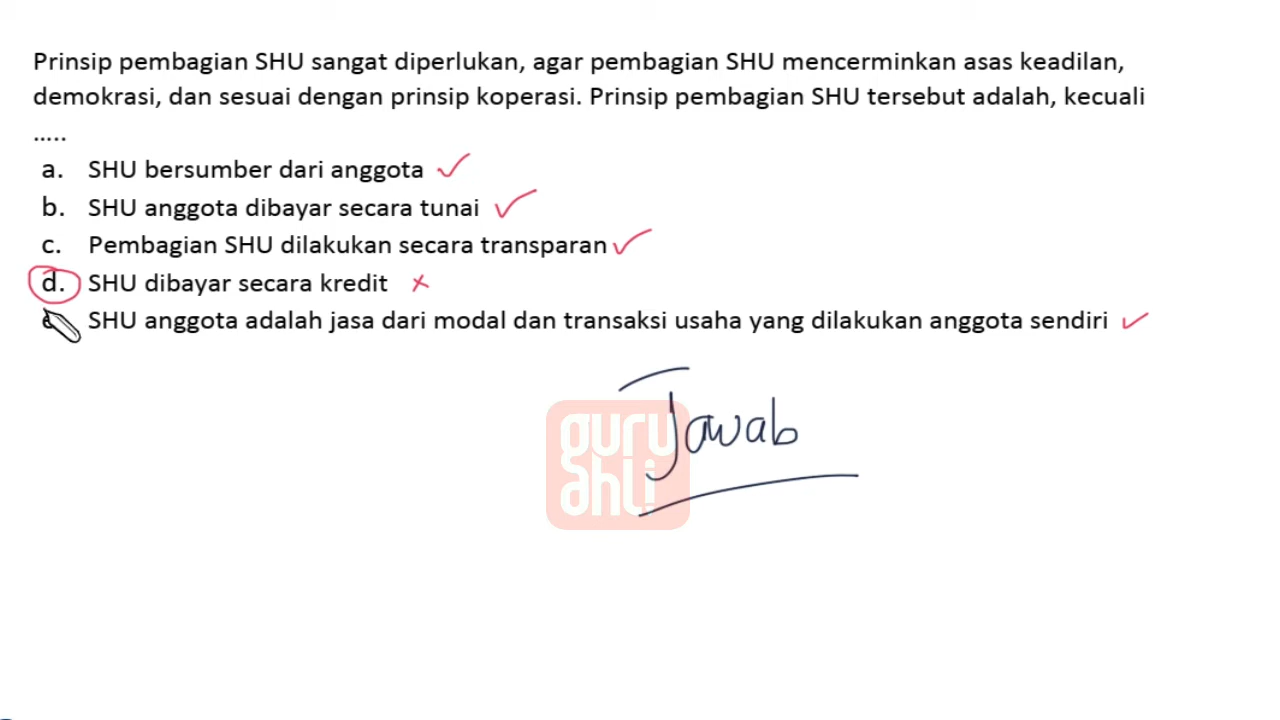 Prinsip pembagian SHU sangat diperlukan, agar pembagian SHU mencerminkan asas keadilan,
demokrasi, dan sesuai dengan prinsip koperasi. Prinsip pembagian SHU tersebut adalah, kecuali
.....
a. SHU bersumber dari anggota ✓
b. SHU anggota dibayar secara tunai ✓
c. Pembagian SHU dilakukan secara transparan ✓
d. SHU dibayar secara kredit ×
SHU anggota adalah jasa dari modal dan transaksi usaha yang dilakukan anggota sendiri ✓
Jawab
guru
ahli